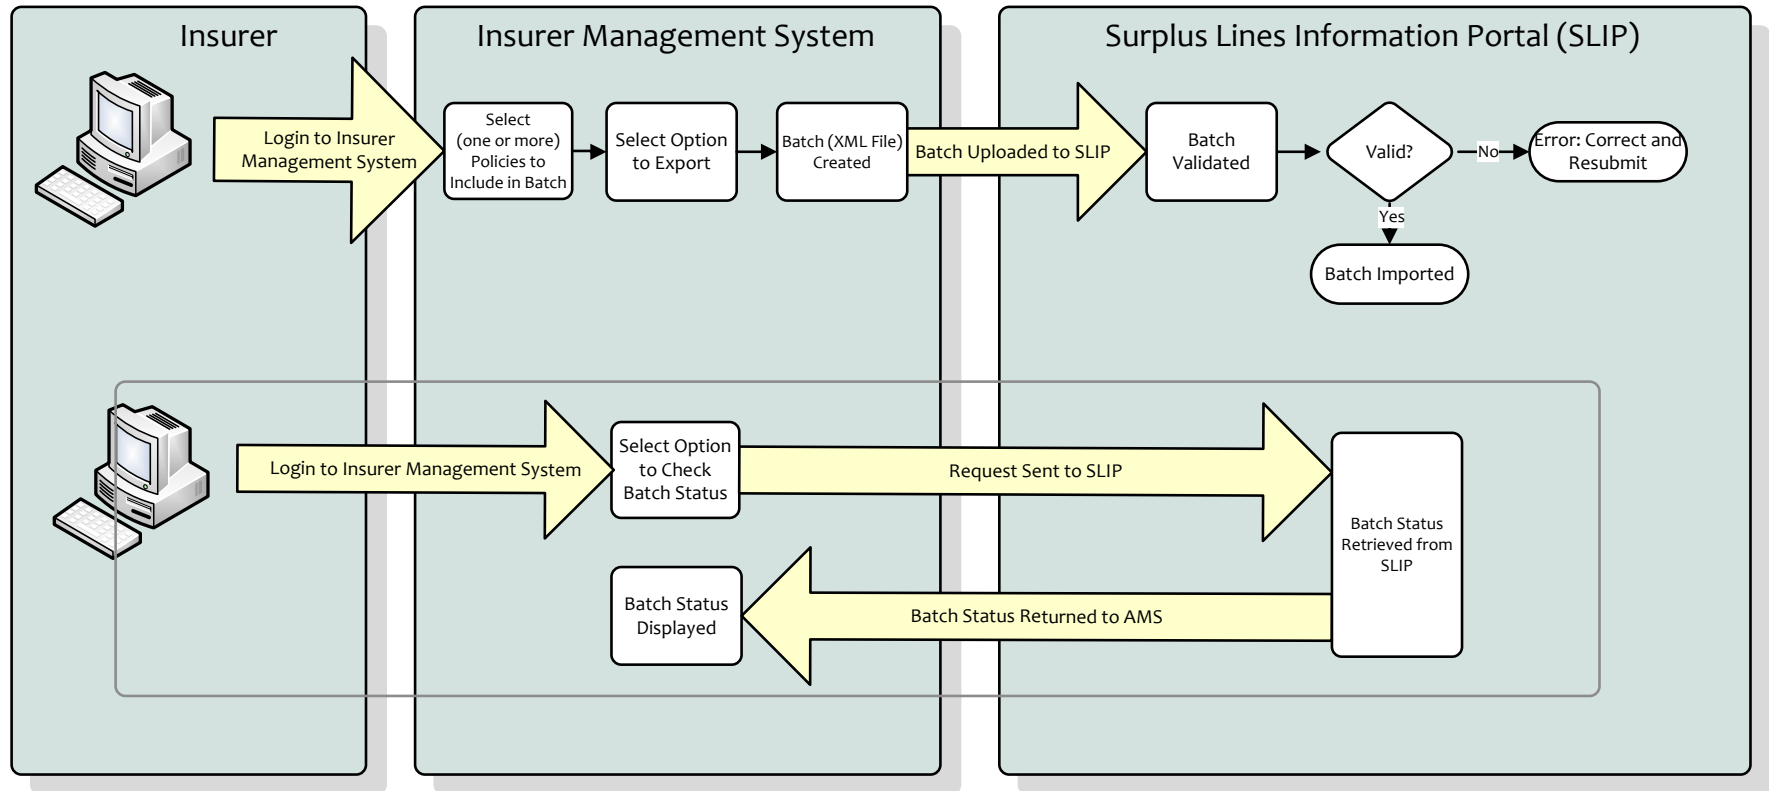 Insurer
Insurer Management System
Surplus Lines Information Portal (SLIP)
Login to Insurer
Management System
Select
(one or more)
Policies to
Include in Batch
Select Option
to Export
Batch (XML File)
Created
Batch Uploaded to SLIP
Batch
Validated
Valid?
No
Error: Correct and
Resubmit
Yes
Batch Imported
Login to Insurer Management System
Select Option
to Check
Batch Status
Request Sent to SLIP
Batch Status
Retrieved from
SLIP
Batch Status Returned to AMS
Batch Status
Displayed